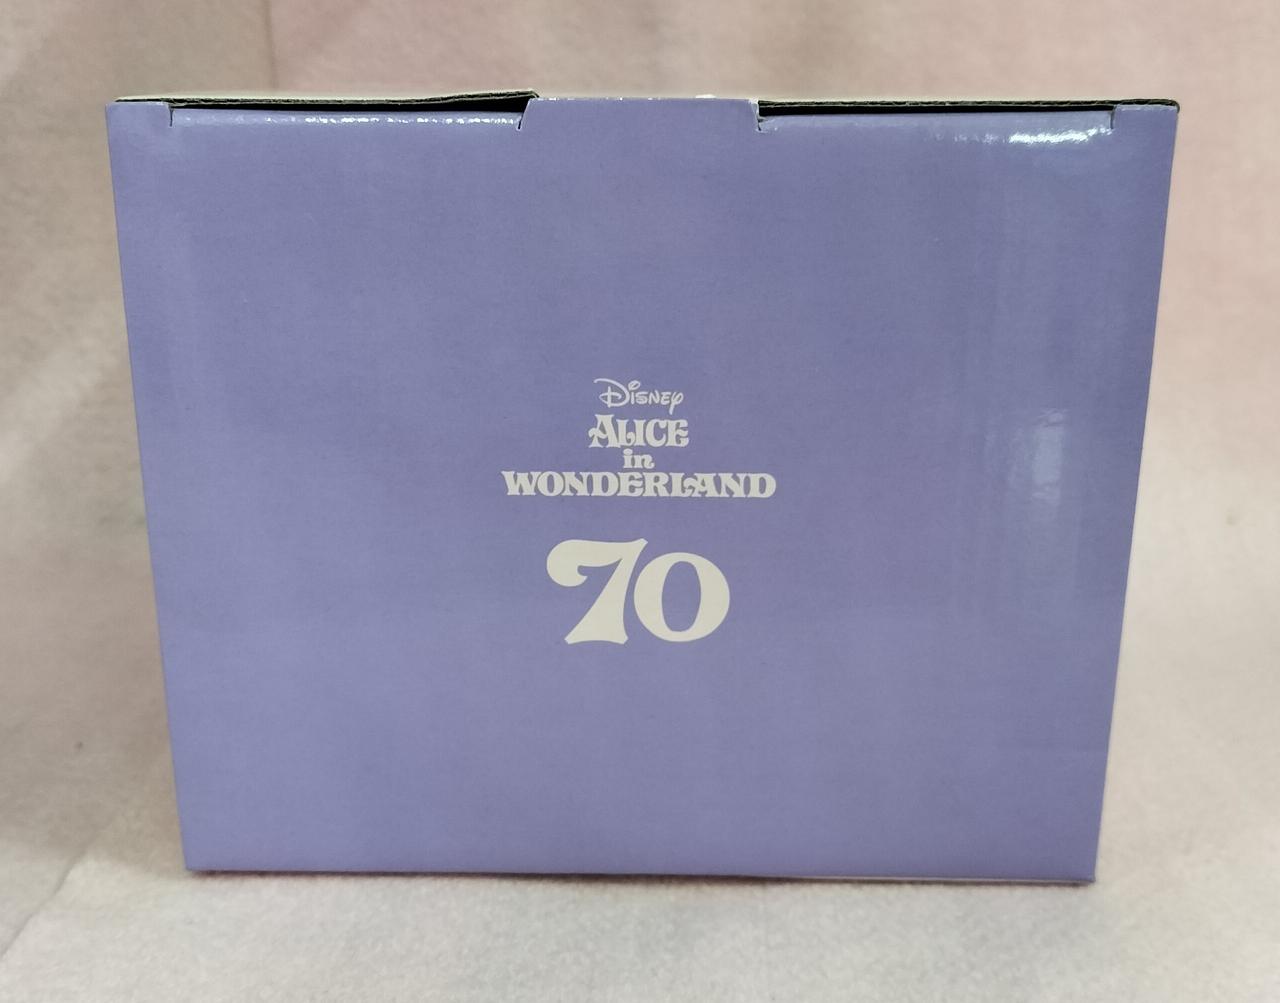 Disney
ALICE
in
WONDERLAND
70